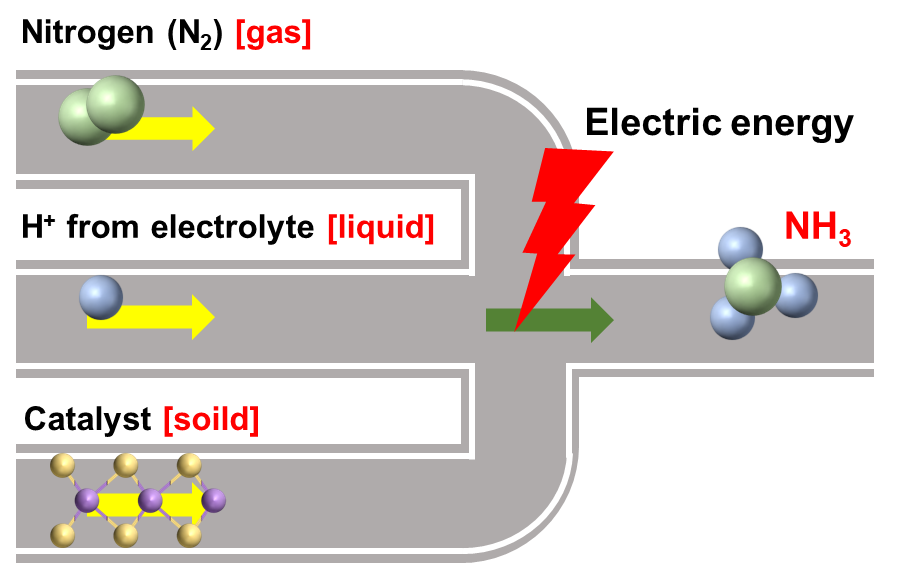 Nitrogen (N₂) [gas]
Electric energy
H⁺ from electrolyte [liquid]
NH₃
Catalyst [soild]